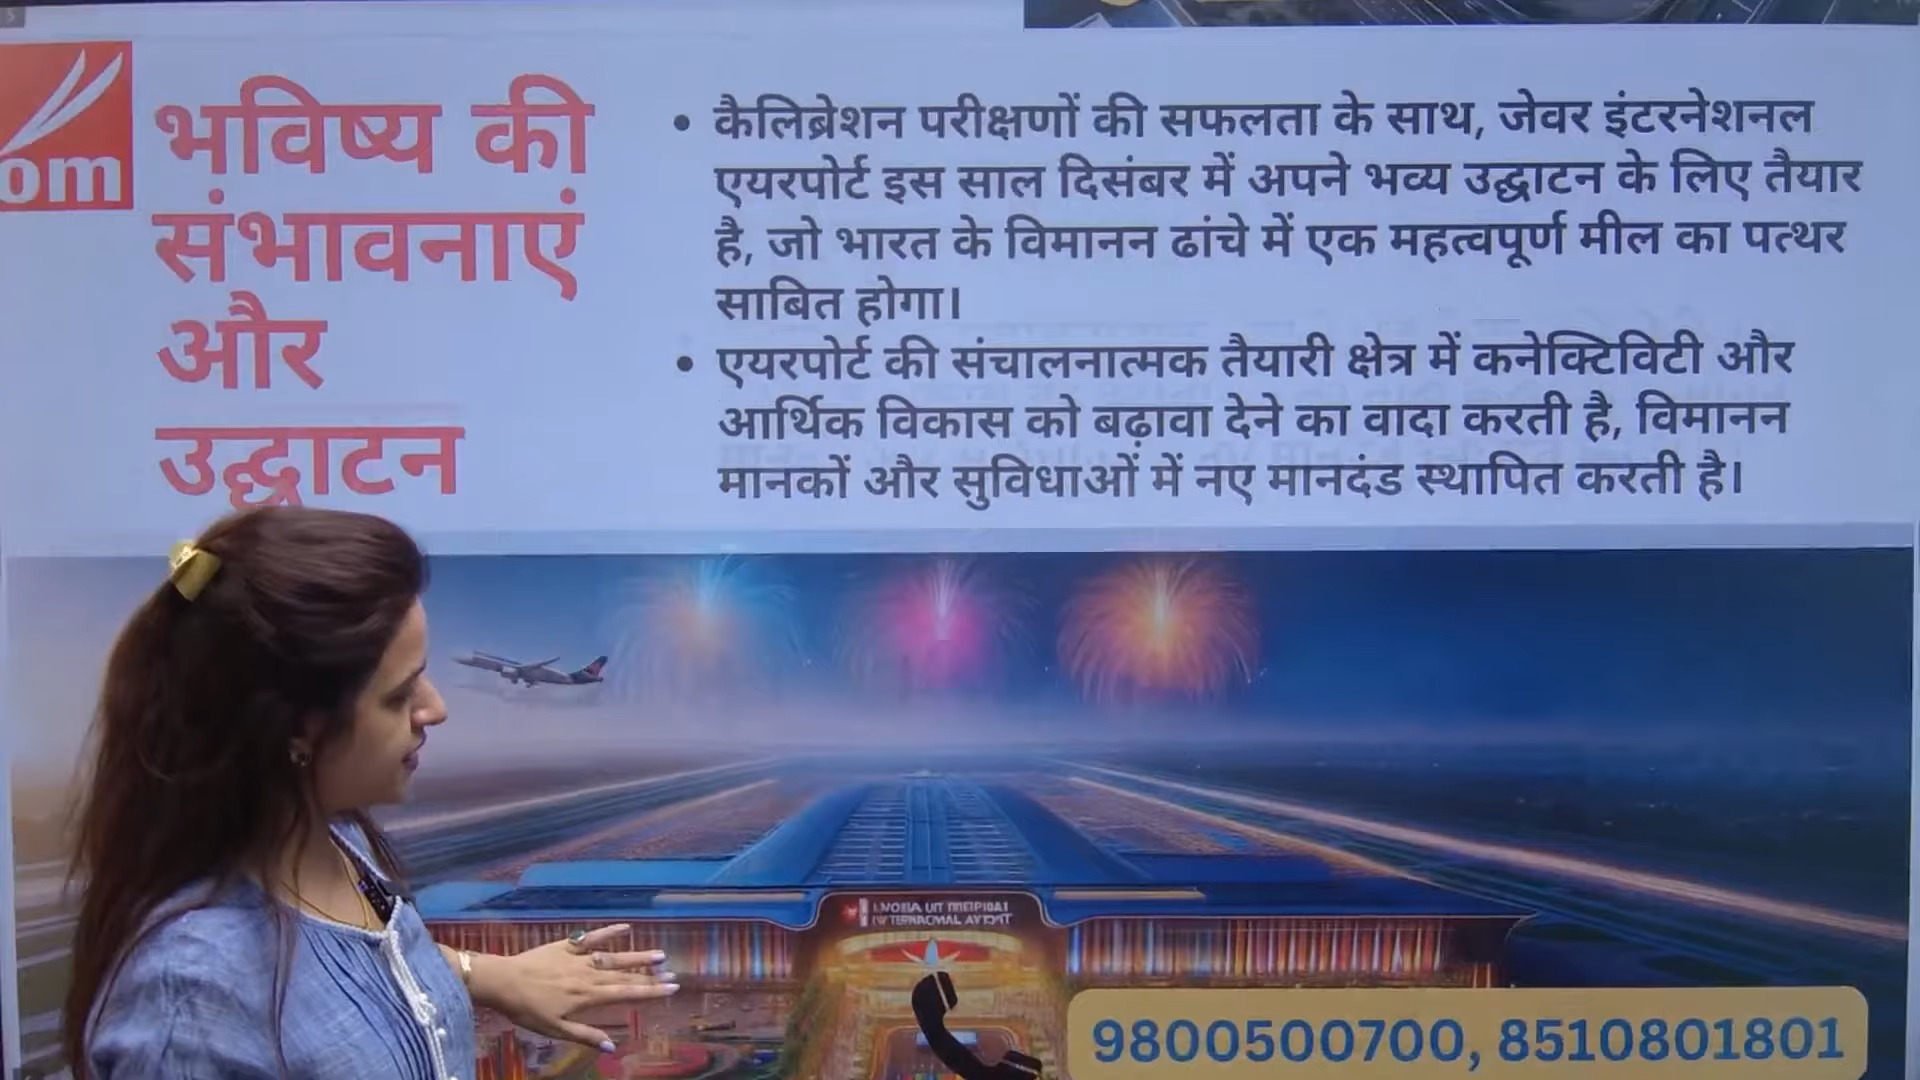 om
भविष्य की
संभावनाएं
और
उद्घाटन
• कैलिब्रेशन परीक्षणों की सफलता के साथ, जेवर इंटरनेशनल
एयरपोर्ट इस साल दिसंबर में अपने भव्य उद्घाटन के लिए तैयार
है, जो भारत के विमानन ढांचे में एक महत्वपूर्ण मील का पत्थर
साबित होगा।
• एयरपोर्ट की संचालनात्मक तैयारी क्षेत्र में कनेक्टिविटी और
आर्थिक विकास को बढ़ावा देने का वादा करती है, विमानन
मानकों और सुविधाओं में नए मानदंड स्थापित करती है।
9800500700, 8510801801